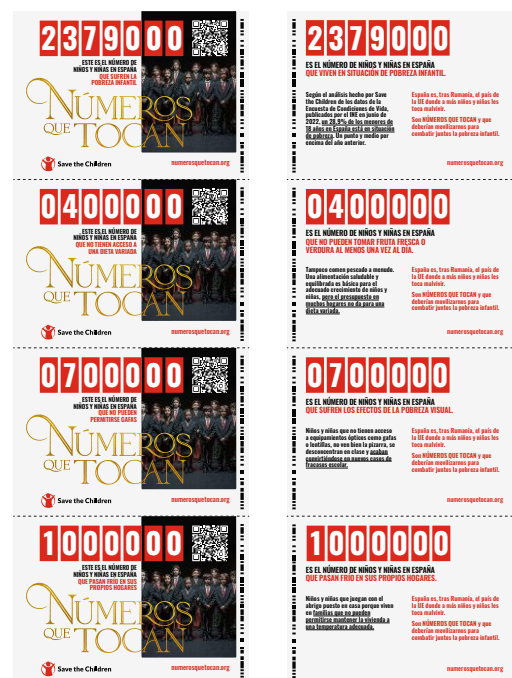 2379000
ESTE ES EL NÚMERO DE
NIÑOS Y NIÑAS EN ESPAÑA
QUE SUFREN LA
POBREZA INFANTIL
NÚMEROS
QUE TOCAN
Save the Children
numerosquetocan.org
2379000
ES EL NÚMERO DE NIÑOS Y NIÑAS EN ESPAÑA
QUE VIVEN EN SITUACIÓN DE POBREZA INFANTIL.
Según el análisis hecho por Save
the Children de los datos de la
Encuesta de Condiciones de Vida,
publicados por el INE en junio de
2022, un 28,9% de los menores de
18 años en España está en situación
de pobreza. Un punto y medio por
encima del año anterior.
España es, tras Rumanía, el país de
la UE donde a más niños y niñas les
toca malvivir.
Son NÚMEROS QUE TOCAN y que
deberían movilizarnos para
combatir juntos la pobreza infantil.
numerosquetocan.org
0400000
ESTE ES EL NÚMERO DE
NIÑOS Y NIÑAS EN ESPAÑA
QUE NO TIENEN ACCESO A
UNA DIETA VARIADA
NÚMEROS
QUE TOCAN
Save the Children
numerosquetocan.org
0400000
ES EL NÚMERO DE NIÑOS Y NIÑAS EN ESPAÑA
QUE NO PUEDEN TOMAR FRUTA FRESCA O
VERDURA AL MENOS UNA VEZ AL DÍA.
Tampoco comen pescado a menudo.
Una alimentación saludable y
equilibrada es básica para el
adecuado crecimiento de niños y
niñas, pero el presupuesto en
muchos hogares no da para una
dieta variada.
España es, tras Rumanía, el país de
la UE donde a más niños y niñas les
toca malvivir.
Son NÚMEROS QUE TOCAN y que
deberían movilizarnos para
combatir juntos la pobreza infantil.
numerosquetocan.org
0700000
ESTE ES EL NÚMERO DE
NIÑOS Y NIÑAS EN ESPAÑA
QUE NO PUEDEN
PERMITIRSE GAFAS
NÚMEROS
QUE TOCAN
Save the Children
numerosquetocan.org
0700000
ES EL NÚMERO DE NIÑOS Y NIÑAS EN ESPAÑA
QUE SUFREN LOS EFECTOS DE LA POBREZA VISUAL.
Niños y niñas que no tienen acceso
a equipamientos ópticos como gafas
o lentillas, no ven bien la pizarra, se
desconcentran en clase y acaban
convirtiéndose en nuevos casos de
fracasos escolar.
España es, tras Rumanía, el país de
la UE donde a más niños y niñas les
toca malvivir.
Son NÚMEROS QUE TOCAN y que
deberían movilizarnos para
combatir juntos la pobreza infantil.
numerosquetocan.org
1000000
ESTE ES EL NÚMERO DE
NIÑOS Y NIÑAS EN ESPAÑA
QUE PASAN FRÍO EN SUS
PROPIOS HOGARES
NÚMEROS
QUE TOCAN
Save the Children
numerosquetocan.org
1000000
ES EL NÚMERO DE NIÑOS Y NIÑAS EN ESPAÑA
QUE PASAN FRÍO EN SUS PROPIOS HOGARES.
Niños y niñas que juegan con el
abrigo puesto en casa porque viven
en familias que no pueden
permitirse mantener la vivienda a
una temperatura adecuada.
España es, tras Rumanía, el país de
la UE donde a más niños y niñas les
toca malvivir.
Son NÚMEROS QUE TOCAN y que
deberían movilizarnos para
combatir juntos la pobreza infantil.
numerosquetocan.org